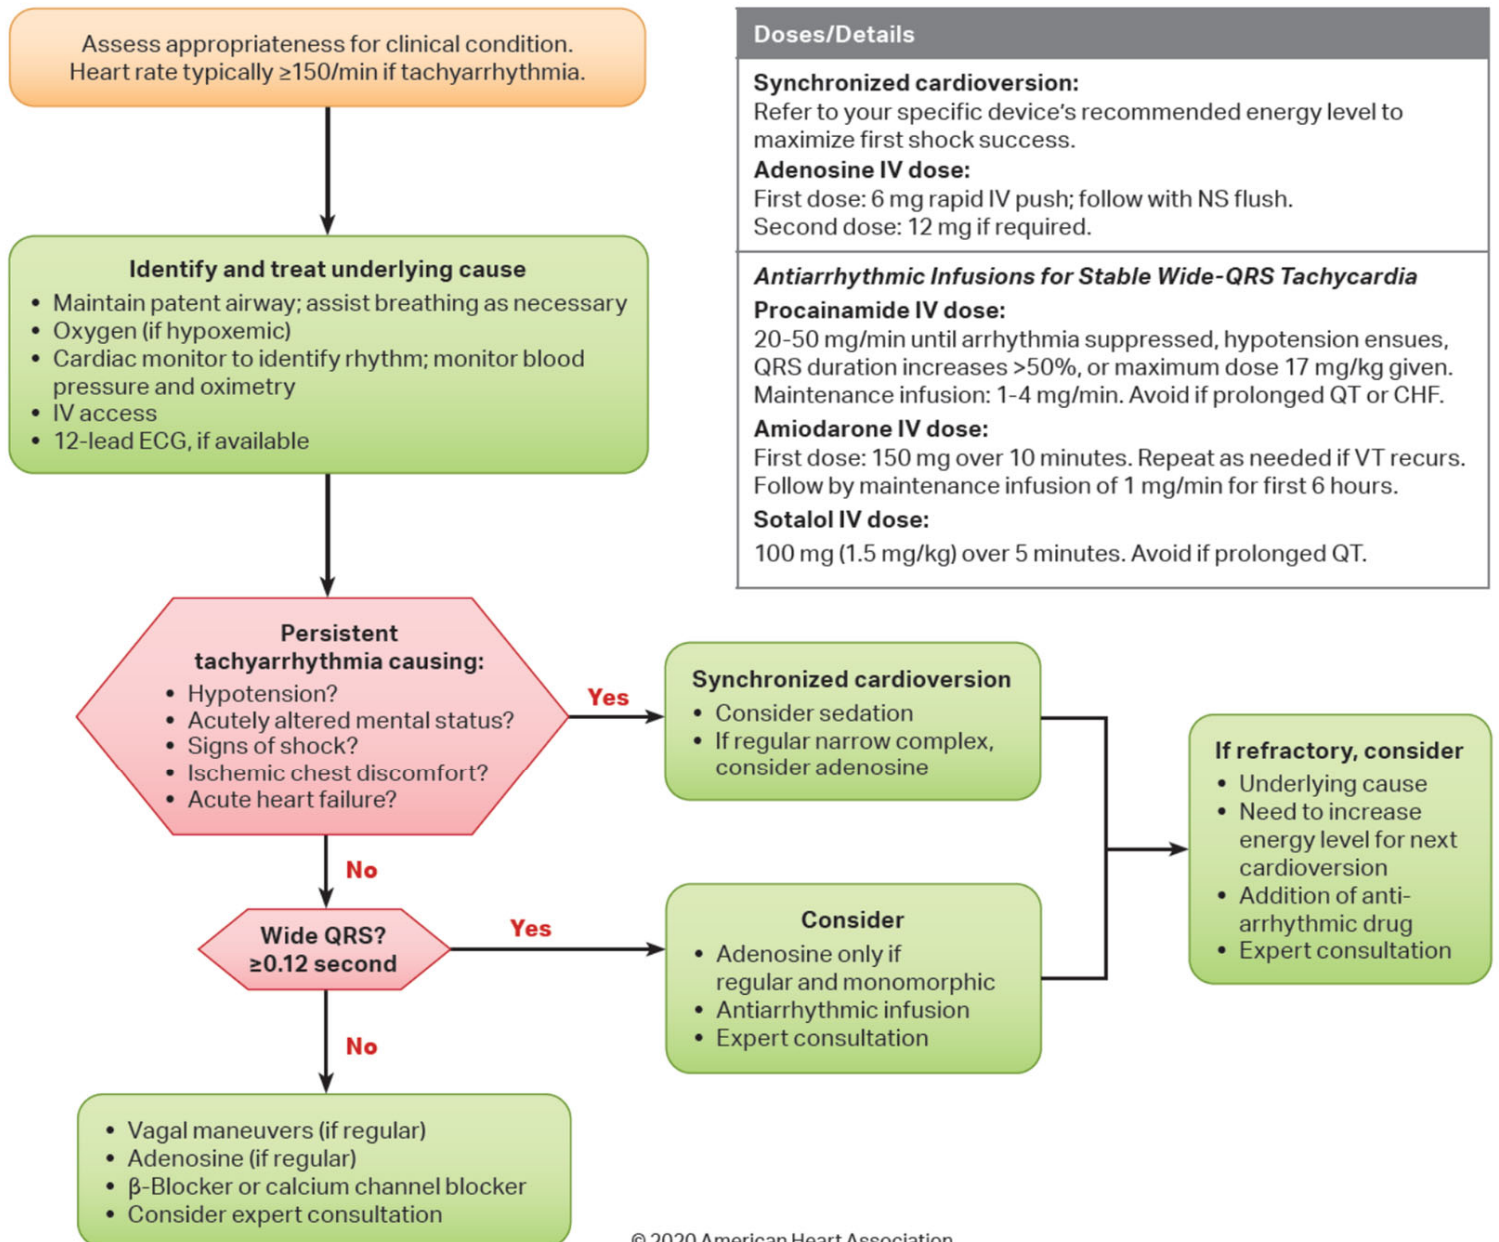 Assess appropriateness for clinical condition.
Heart rate typically ≥150/min if tachyarrhythmia.
Identify and treat underlying cause
• Maintain patent airway; assist breathing as necessary
• Oxygen (if hypoxemic)
• Cardiac monitor to identify rhythm; monitor blood
pressure and oximetry
• IV access
• 12-lead ECG, if available
Persistent
tachyarrhythmia causing:
• Hypotension?
• Acutely altered mental status?
• Signs of shock?
• Ischemic chest discomfort?
• Acute heart failure?
Yes
Synchronized cardioversion
• Consider sedation
• If regular narrow complex,
consider adenosine
No
Wide QRS?
≥0.12 second
Yes
Consider
• Adenosine only if
regular and monomorphic
• Antiarrhythmic infusion
• Expert consultation
If refractory, consider
• Underlying cause
• Need to increase
energy level for next
cardioversion
• Addition of anti-
arrhythmic drug
• Expert consultation
No
• Vagal maneuvers (if regular)
• Adenosine (if regular)
• β-Blocker or calcium channel blocker
• Consider expert consultation
Doses/Details
Synchronized cardioversion:
Refer to your specific device's recommended energy level to
maximize first shock success.
Adenosine IV dose:
First dose: 6 mg rapid IV push; follow with NS flush.
Second dose: 12 mg if required.
Antiarrhythmic Infusions for Stable Wide-QRS Tachycardia
Procainamide IV dose:
20-50 mg/min until arrhythmia suppressed, hypotension ensues,
QRS duration increases >50%, or maximum dose 17 mg/kg given.
Maintenance infusion: 1-4 mg/min. Avoid if prolonged QT or CHF.
Amiodarone IV dose:
First dose: 150 mg over 10 minutes. Repeat as needed if VT recurs.
Follow by maintenance infusion of 1 mg/min for first 6 hours.
Sotalol IV dose:
100 mg (1.5 mg/kg) over 5 minutes. Avoid if prolonged QT.
© 2020 American Heart Association